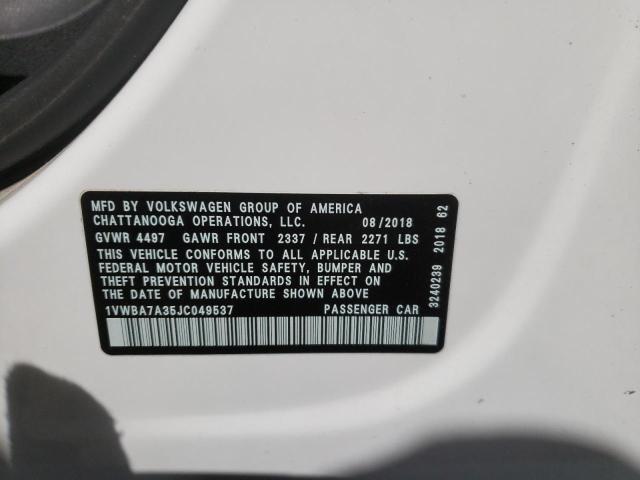 MFD BY VOLKSWAGEN GROUP OF AMERICA
CHATTANOOGA OPERATIONS, LLC. 08/2018
GVWR 4497 GAWR FRONT 2337 / REAR 2271 LBS
THIS VEHICLE CONFORMS TO ALL APPLICABLE U.S.
FEDERAL MOTOR VEHICLE SAFETY, BUMPER AND
THEFT PREVENTION STANDARDS IN EFFECT ON
THE DATE OF MANUFACTURE SHOWN ABOVE
1VWBA7A35JC049537 PASSENGER CAR
3240239 2018 62